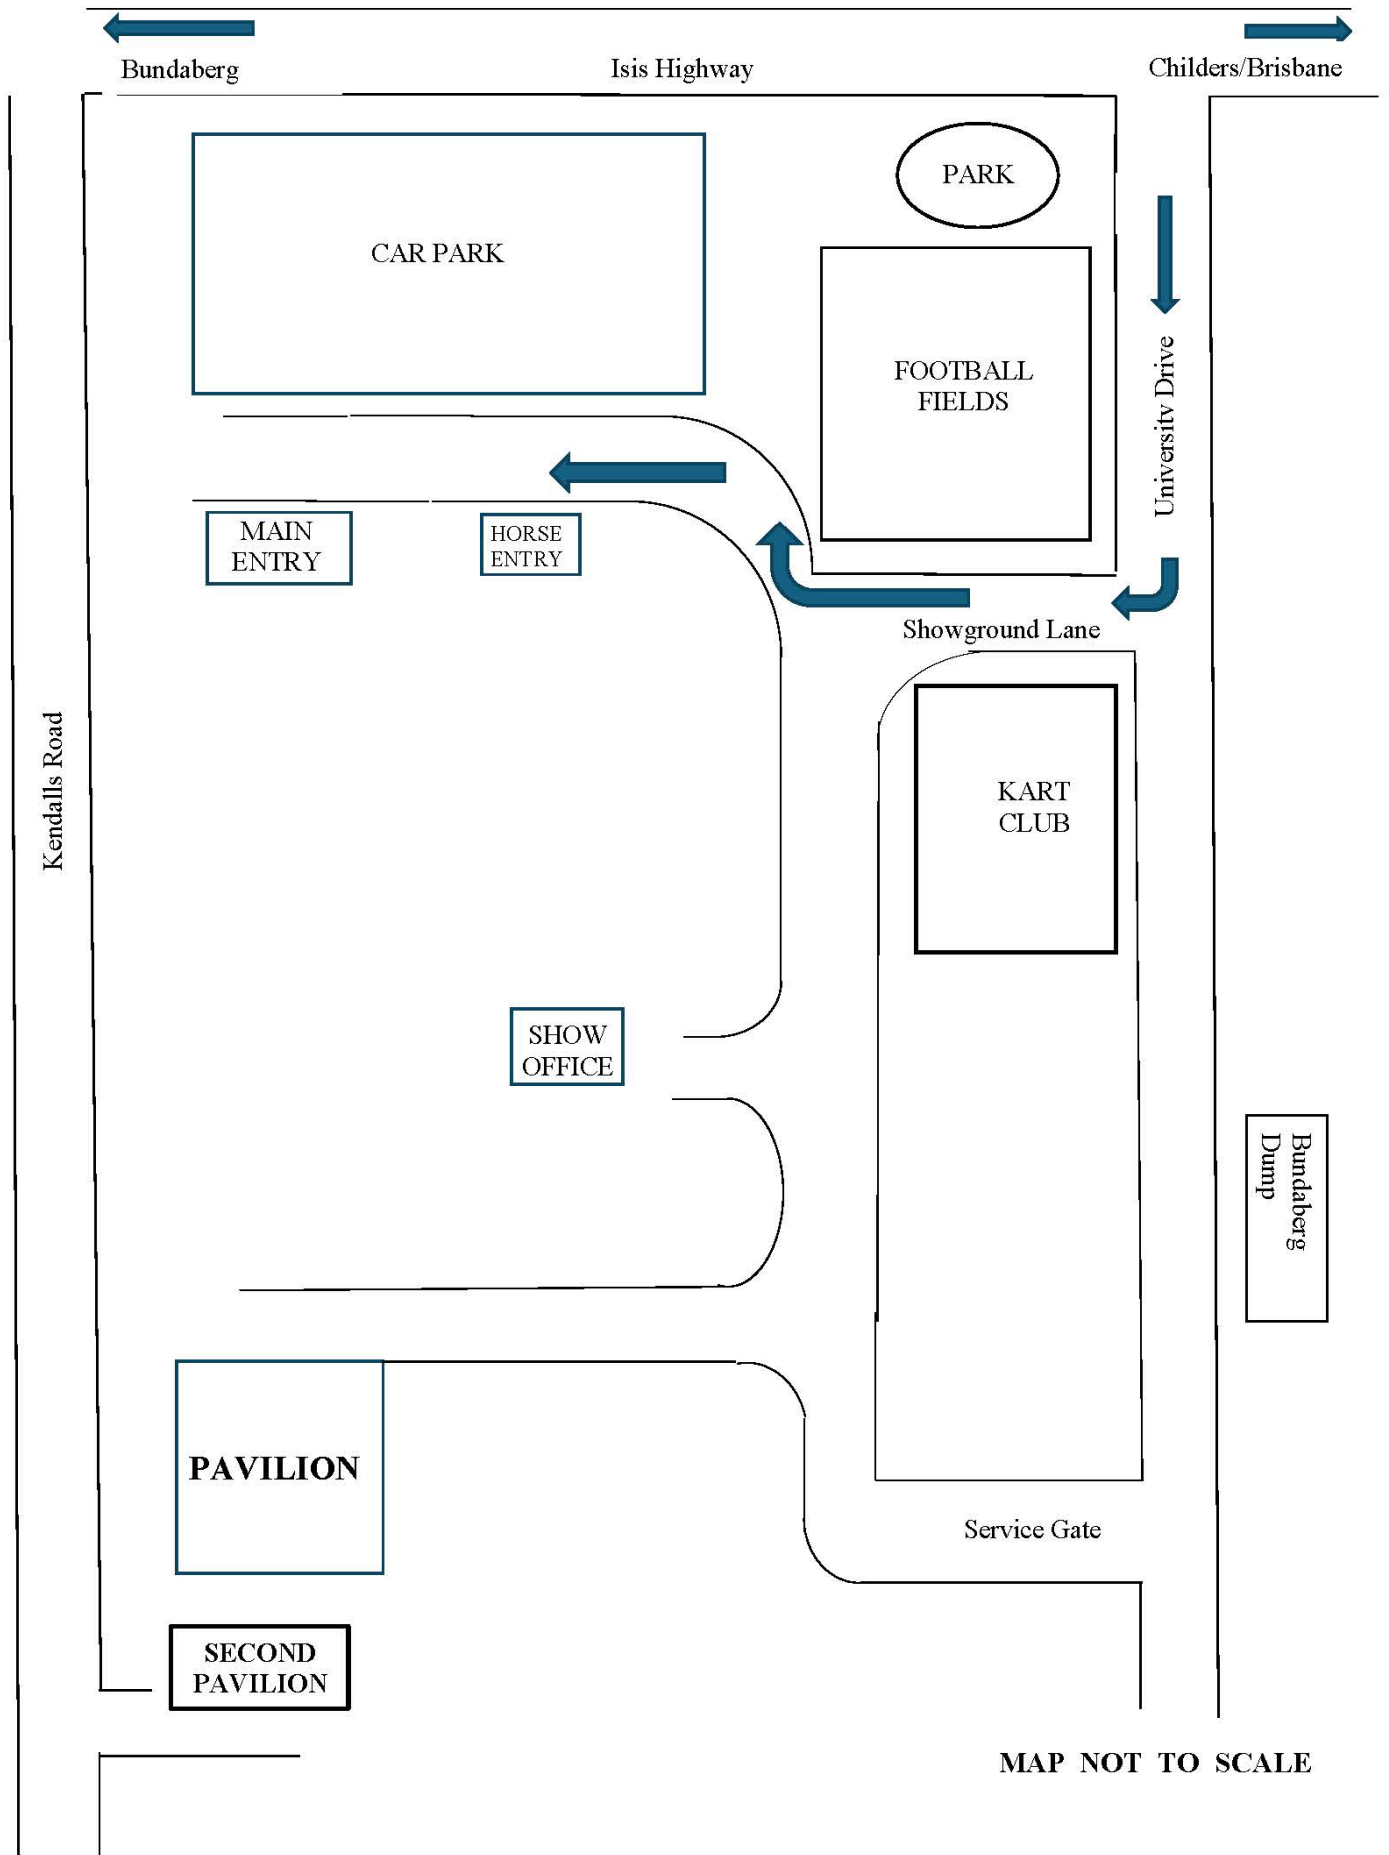 Bundaberg
Isis Highway
Childers/Brisbane
PARK
CAR PARK
FOOTBALL
FIELDS
University Drive
MAIN
ENTRY
HORSE
ENTRY
Showground Lane
Kendalls Road
KART
CLUB
SHOW
OFFICE
Bundaberg
Dump
PAVILION
Service Gate
SECOND
PAVILION
MAP NOT TO SCALE